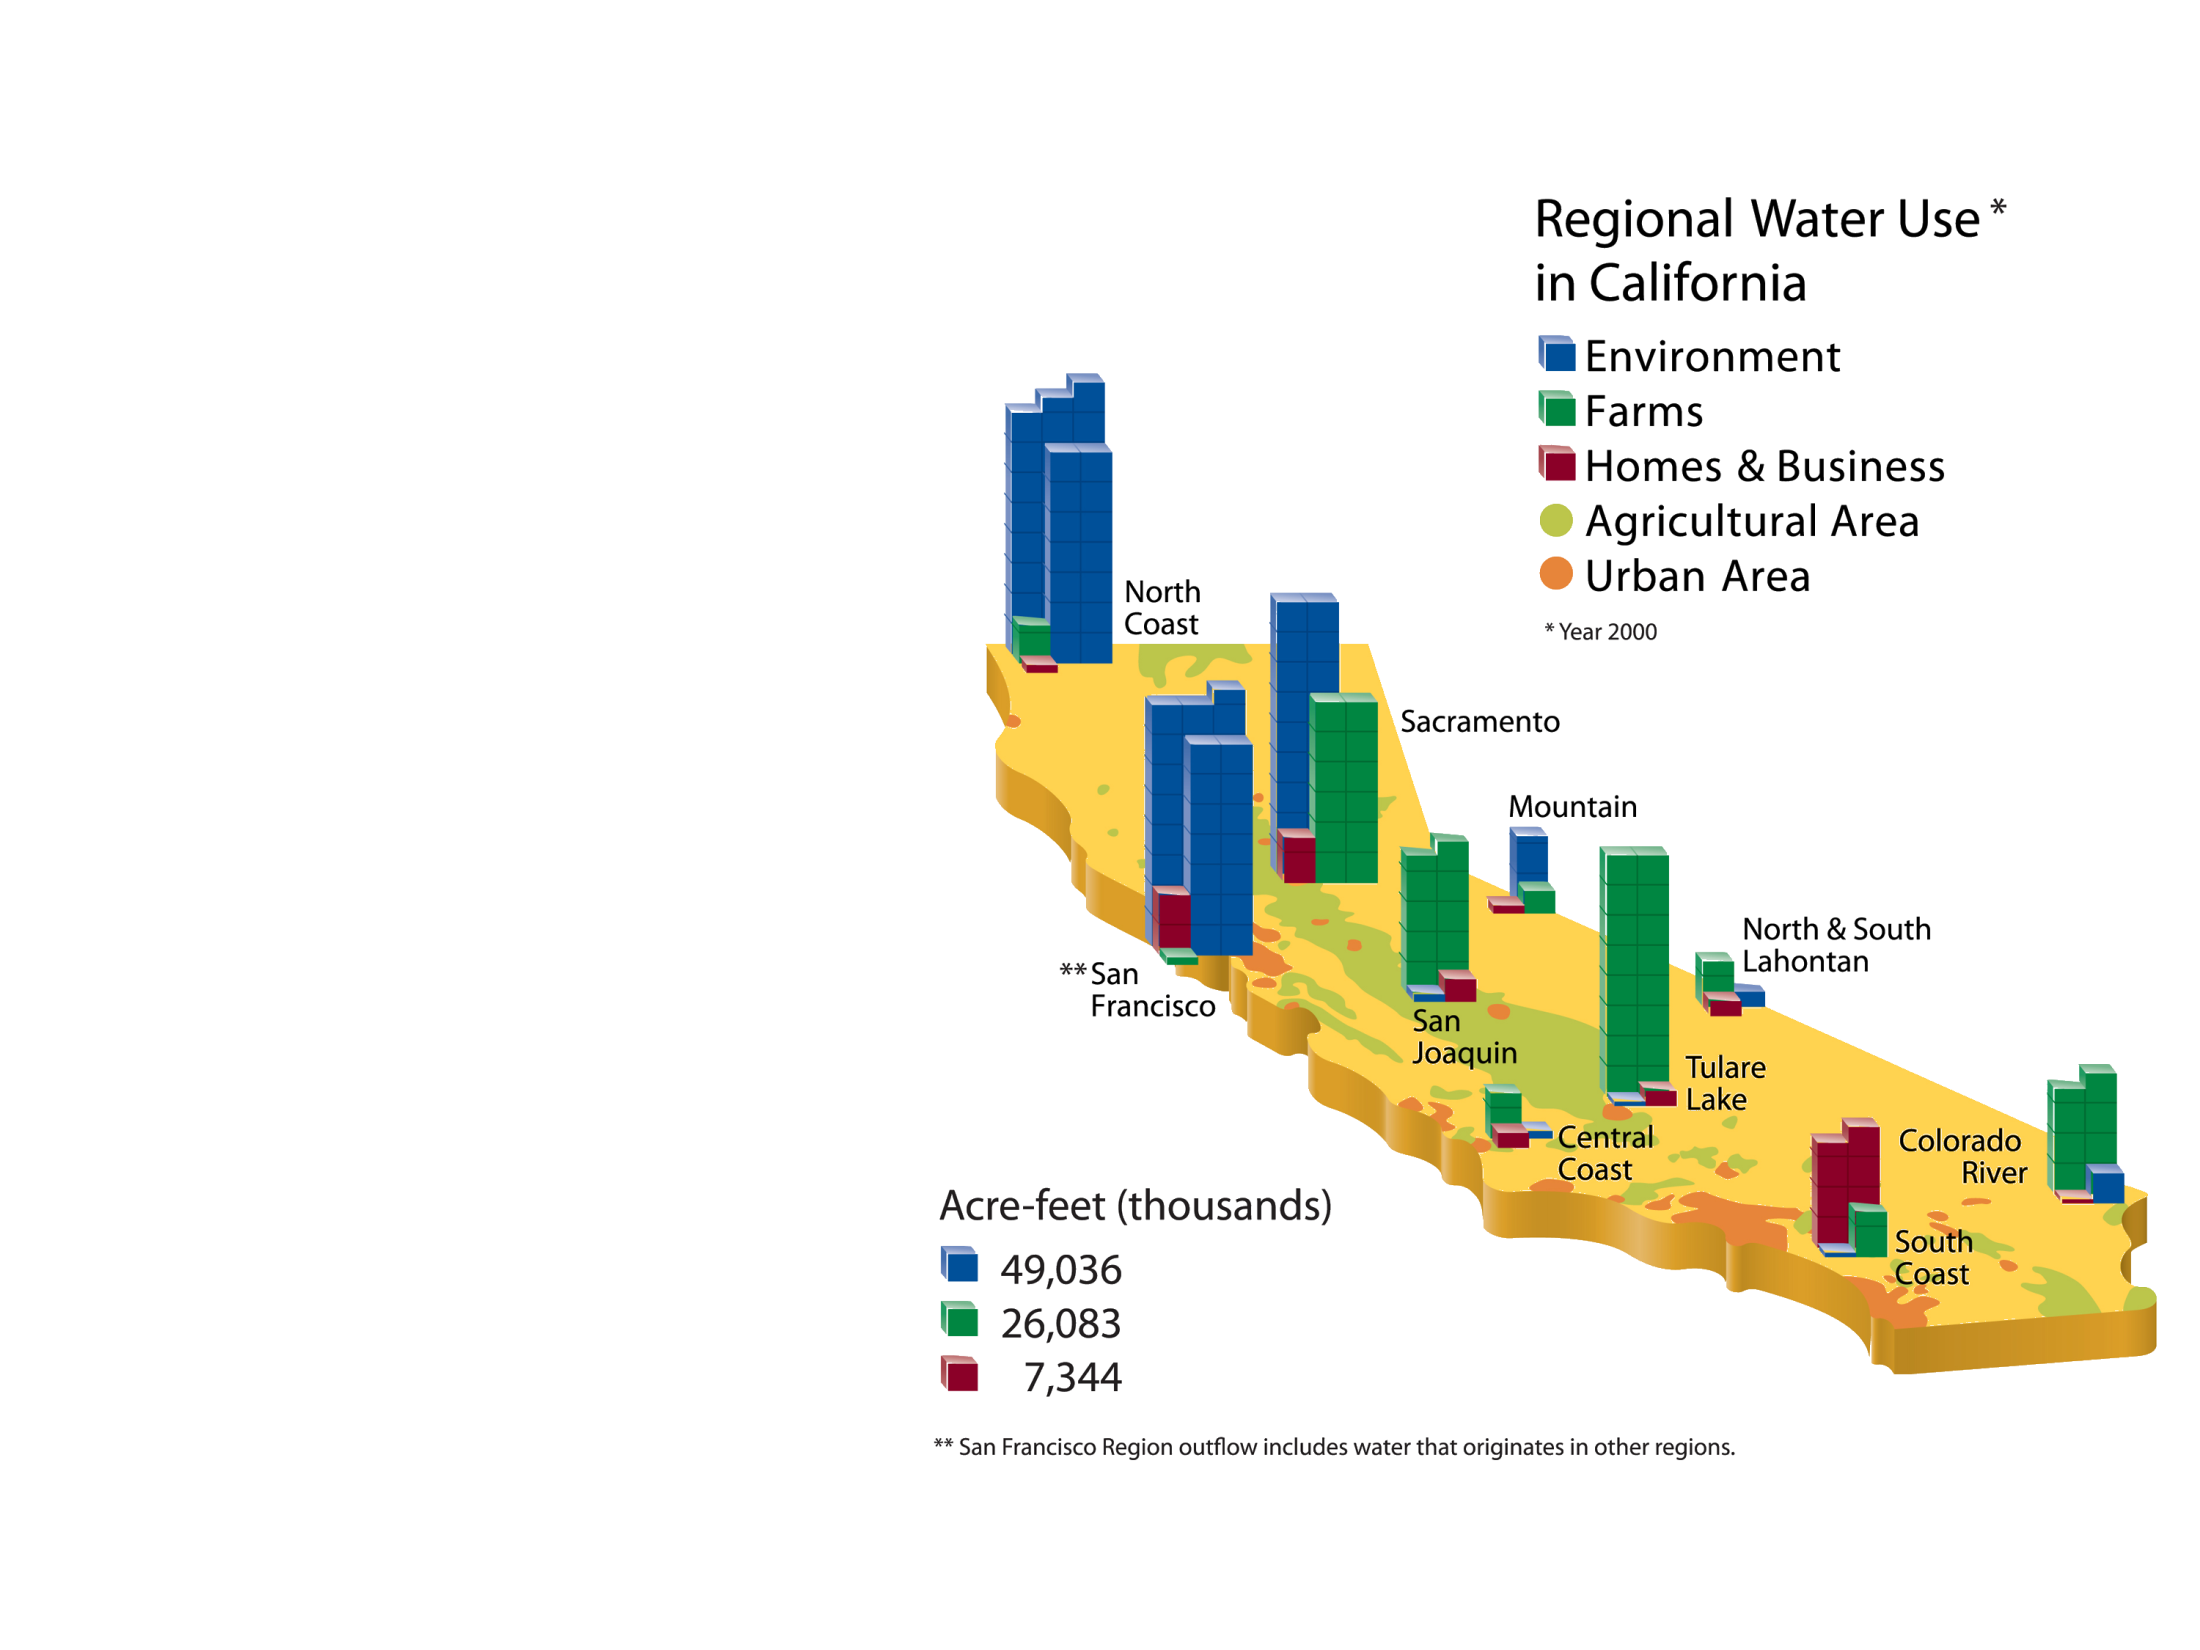 Regional Water Use *
in California
Environment
Farms
Homes & Business
Agricultural Area
Urban Area
* Year 2000
North
Coast
Sacramento
Mountain
North & South
Lahontan
** San
Francisco
San
Joaquin
Tulare
Lake
Central
Coast
Colorado
River
South
Coast
Acre-feet (thousands)
49,036
26,083
7,344
** San Francisco Region outflow includes water that originates in other regions.